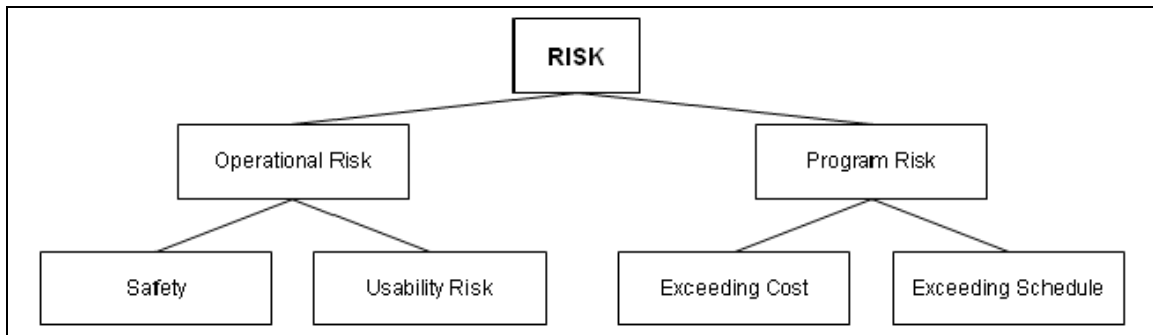 RISK
Operational Risk
Program Risk
Safety
Usability Risk
Exceeding Cost
Exceeding Schedule